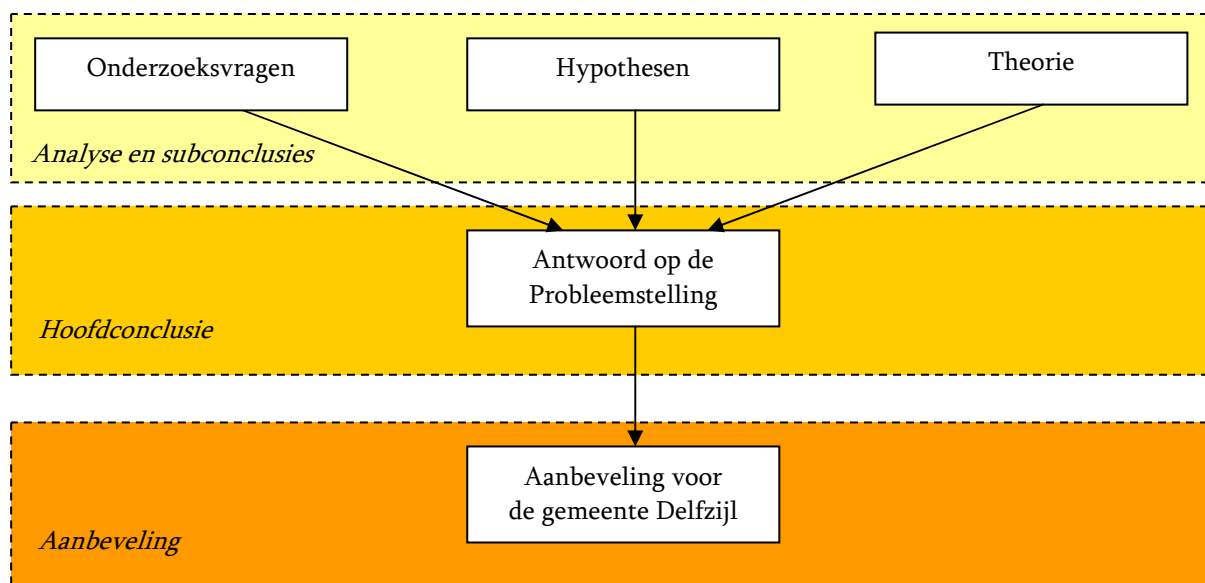 Onderzoeksvragen
Hypothesen
Theorie
Analyse en subconclusies
Antwoord op de
Probleemstelling
Hoofdconclusie
Aanbeveling voor
de gemeente Delfzijl
Aanbeveling